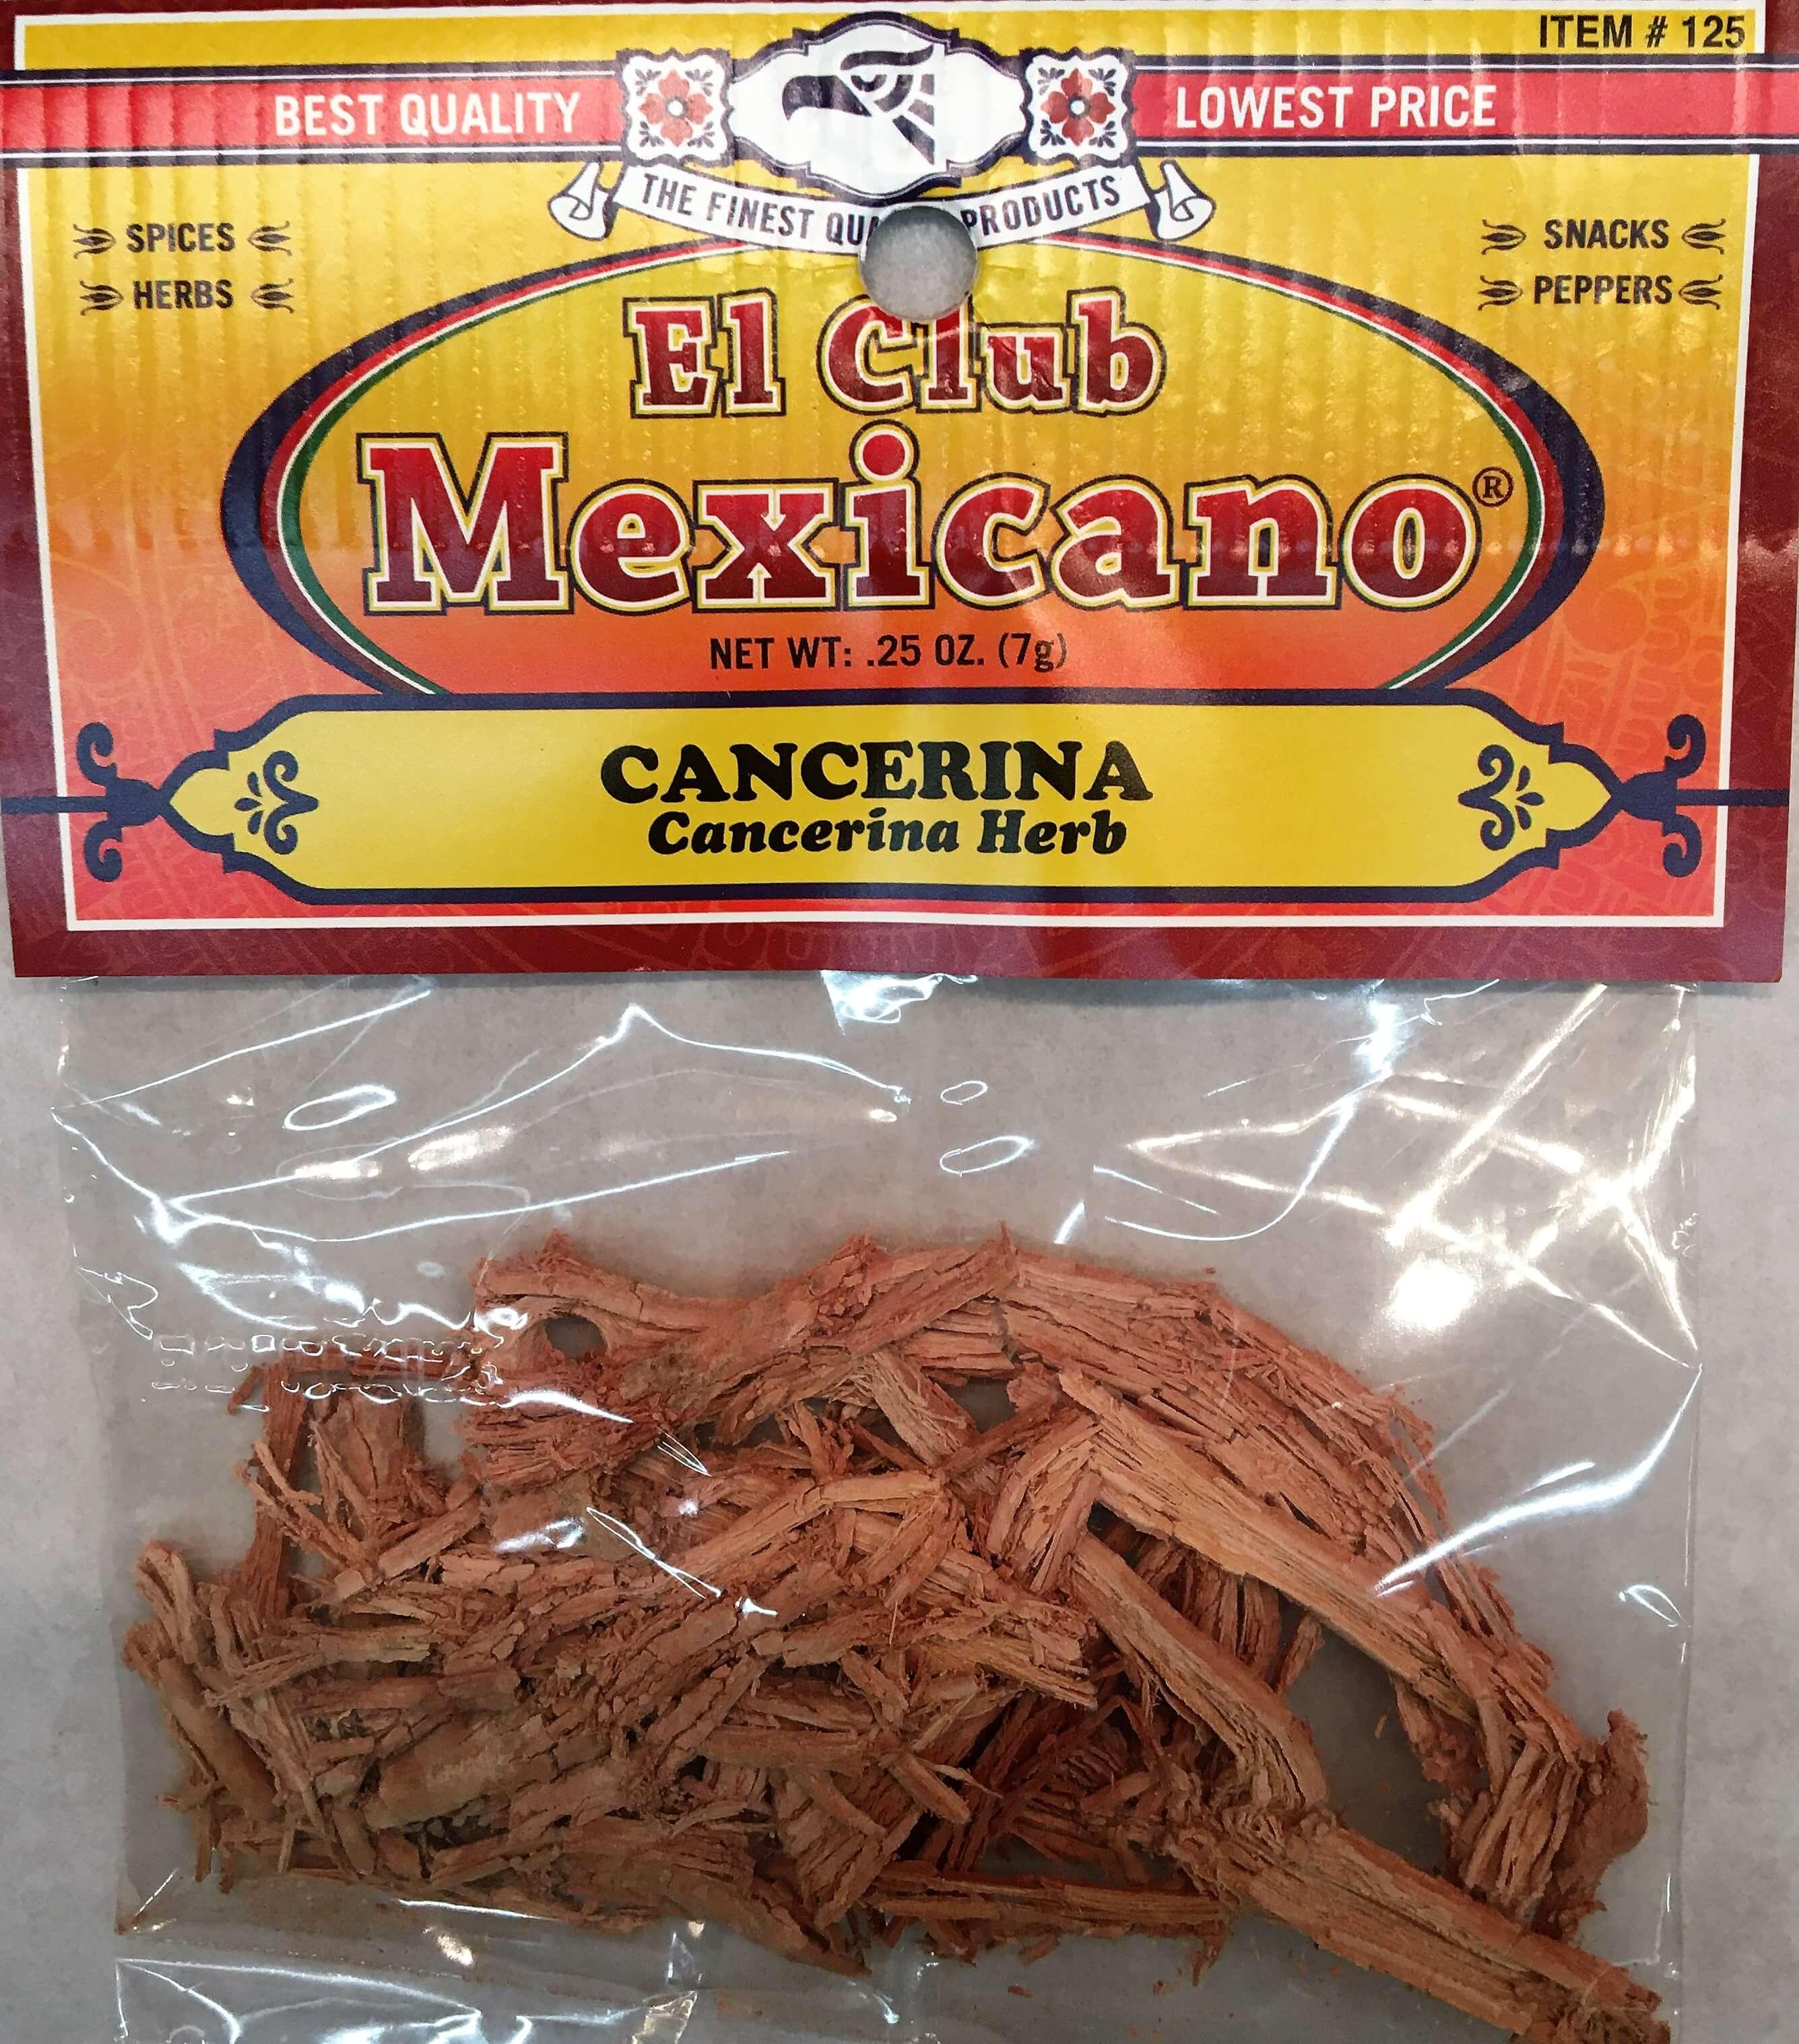 ITEM # 125
BEST QUALITY
LOWEST PRICE
THE FINEST PRODUCTS
SPICES
HERBS
SNACKS
PEPPERS
El Club
Mexicano®
NET WT: .25 OZ. (7g)
CANCERINA
Cancerina Herb